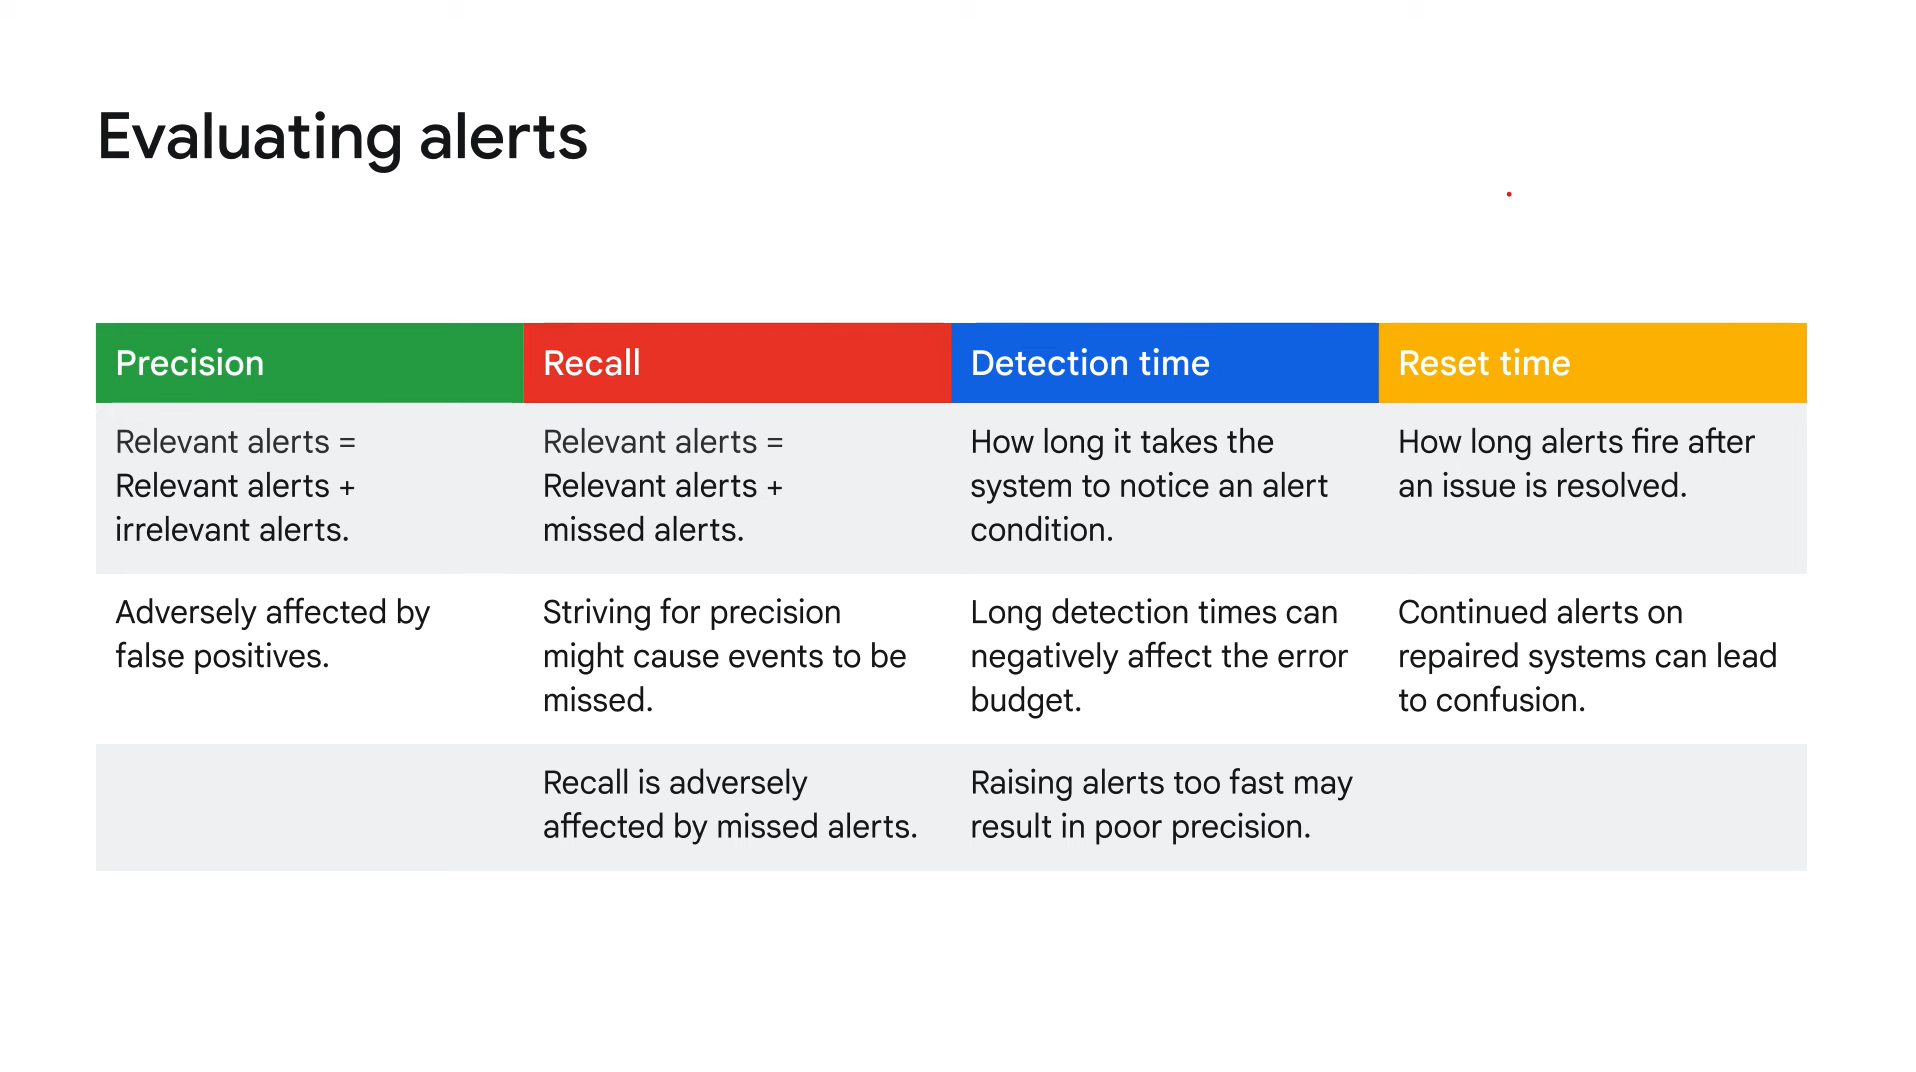 Evaluating alerts
Precision
Recall
Detection time
Reset time
Relevant alerts =
Relevant alerts +
irrelevant alerts.
Relevant alerts =
Relevant alerts +
missed alerts.
How long it takes the
system to notice an alert
condition.
How long alerts fire after
an issue is resolved.
Adversely affected by
false positives.
Striving for precision
might cause events to be
missed.
Long detection times can
negatively affect the error
budget.
Continued alerts on
repaired systems can lead
to confusion.
Recall is adversely
affected by missed alerts.
Raising alerts too fast may
result in poor precision.